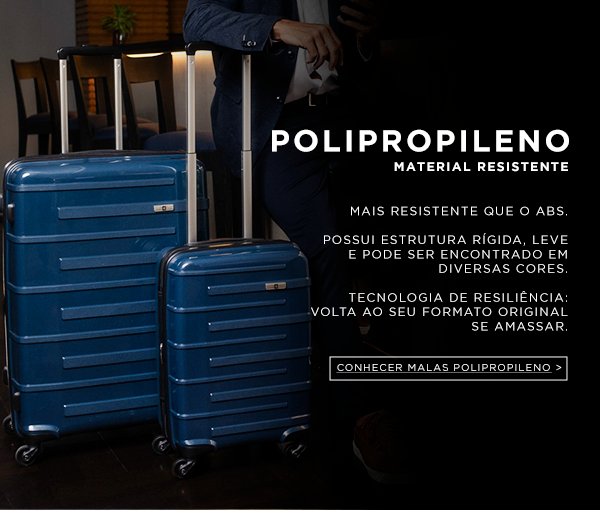 POLIPROPILENO
MATERIAL RESISTENTE
MAIS RESISTENTE QUE O ABS.
POSSUI ESTRUTURA RÍGIDA, LEVE
E PODE SER ENCONTRADO EM
DIVERSAS CORES.
TECNOLOGIA DE RESILIÊNCIA:
VOLTA AO SEU FORMATO ORIGINAL
SE AMASSAR.
CONHECER MALAS POLIPROPILENO >